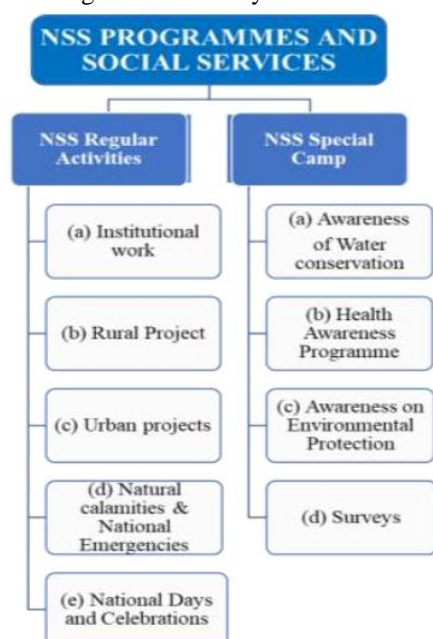 NSS PROGRAMMES AND
SOCIAL SERVICES
NSS Regular
Activities
(a) Institutional
work
(b) Rural Project
(c) Urban projects
(d) Natural
calamities &
National
Emergencies
(e) National Days
and Celebrations
NSS Special
Camp
(a) Awareness
of Water
conservation
(b) Health
Awareness
Programme
(c) Awareness on
Environmental
Protection
(d) Surveys